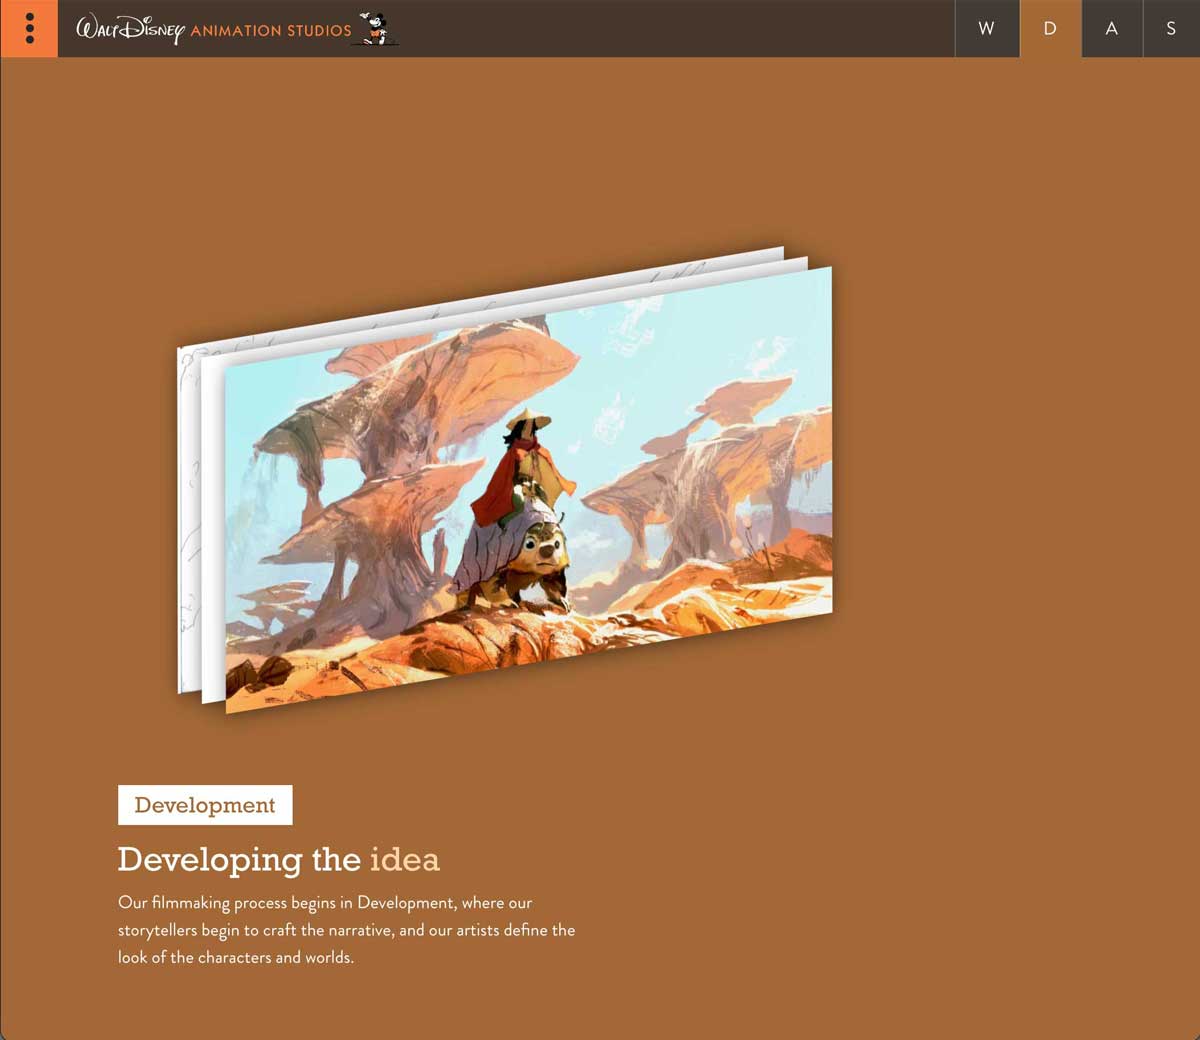 WALT DISNEY ANIMATION STUDIOS
W D A S
Development
Developing the idea
Our filmmaking process begins in Development, where our
storytellers begin to craft the narrative, and our artists define the
look of the characters and worlds.